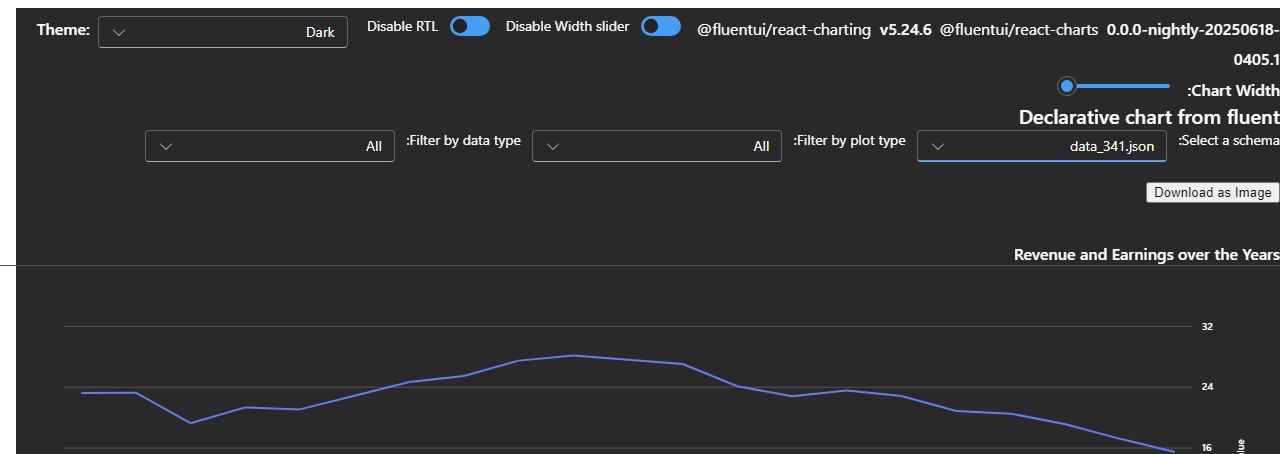 Theme: Dark Disable RTL Disable Width slider @fluentui/react-charting v5.24.6 @fluentui/react-charts 0.0.0-nightly-20250618-
0405.1
:Chart Width
Declarative chart from fluent
:Select a schema data_341.json :Filter by plot type All :Filter by data type All
Download as Image
Revenue and Earnings over the Years
32
24
16